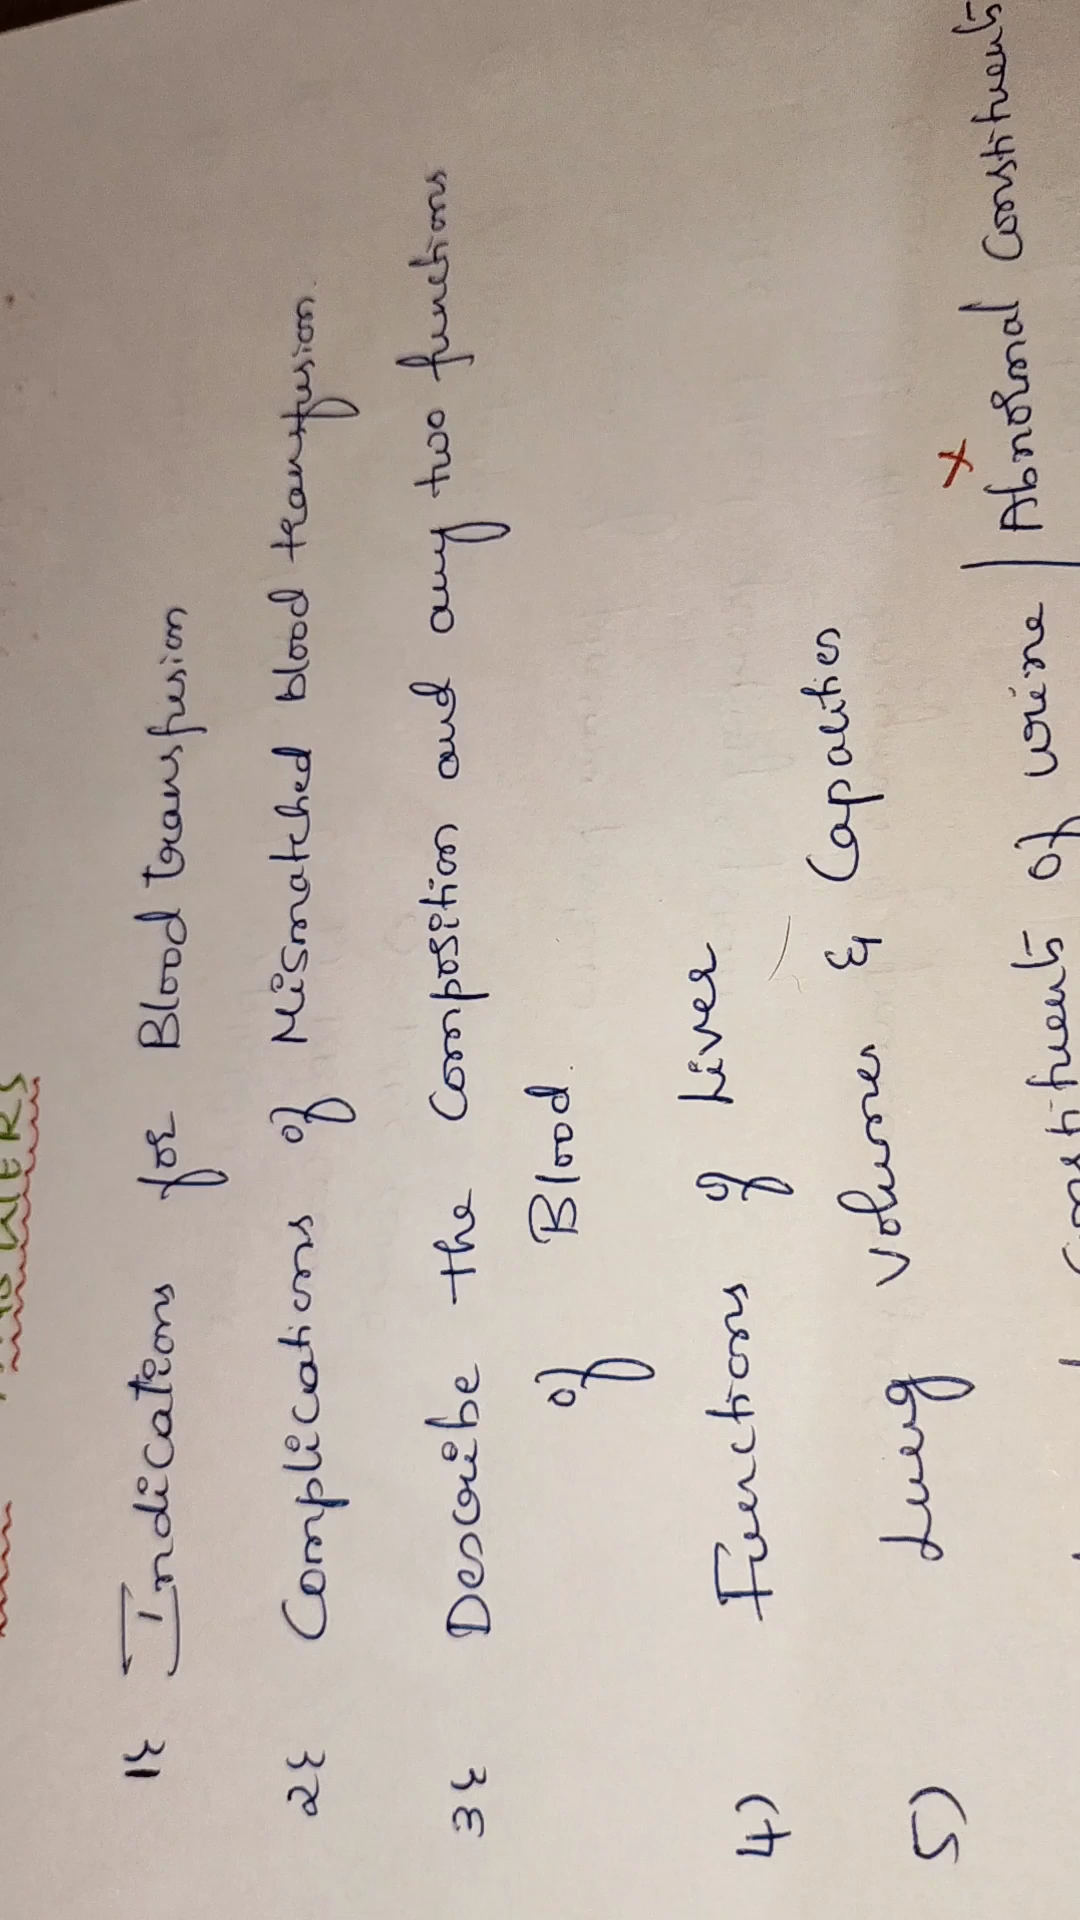 1} Indications for Blood transfusion
2} Complications of Mismatched blood transfusion.
3} Describe the Composition and any two functions
of Blood.
4) Functions of Liver
5) Lung volumes & Capacities
Constituents of urine | Abnormal Constituents